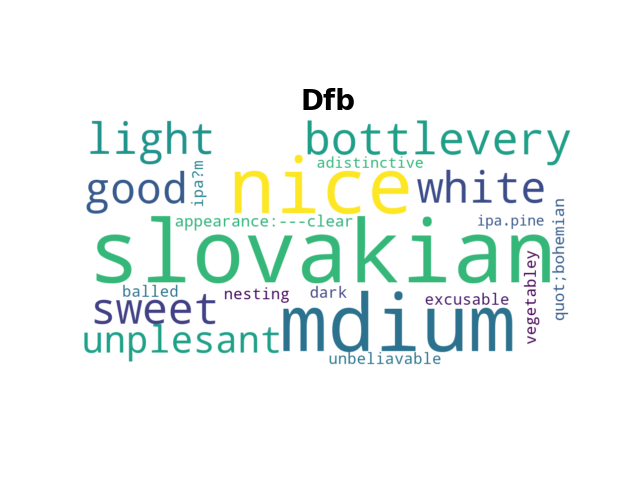 Dfb
light bottlevery
adistinctive
ipa?m
good nice white
appearance:---clear ipa.pine
slovakian
quot;bohemian
vegetabley
balled nesting dark excusable
sweet mdium
unplesant
unbeliavable